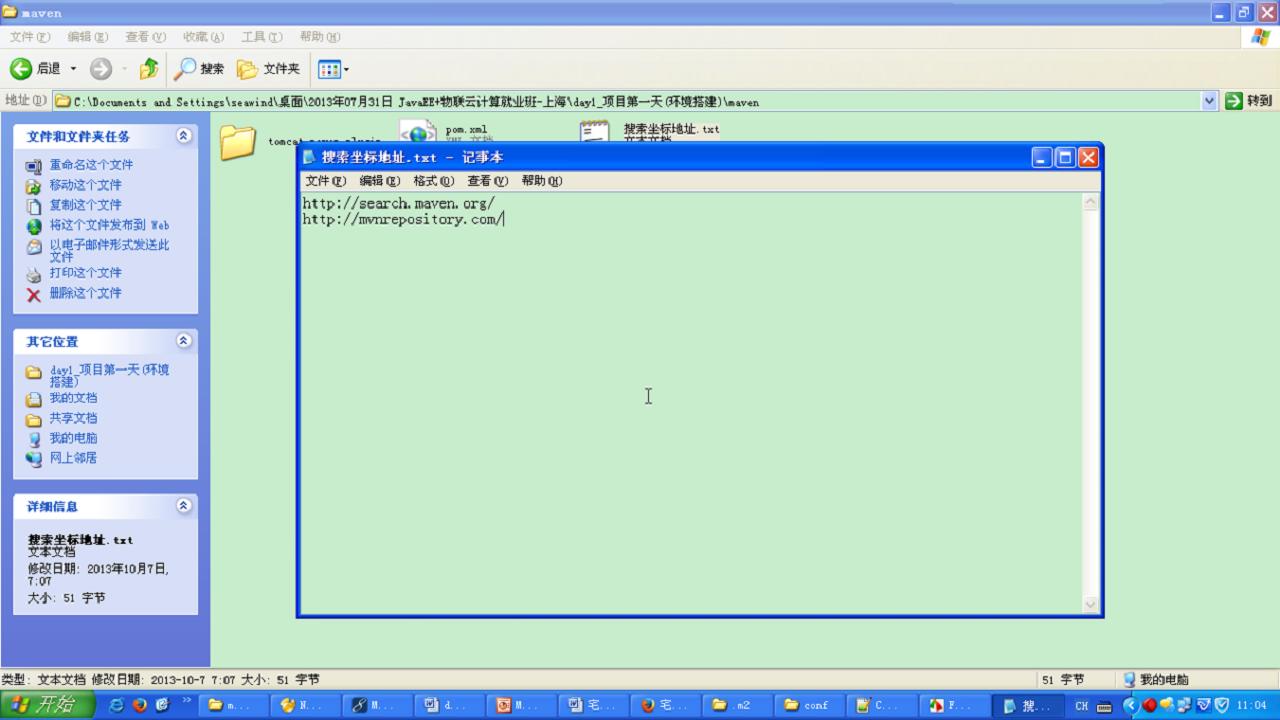 maven
文件(F) 编辑(E) 查看(V) 收藏(A) 工具(T) 帮助(H)
后退 搜索 文件夹
地址(D) C:\Documents and Settings\seawind\桌面\2013年07月31日 JavaEE+物联云计算就业班-上海\day1_项目第一天(环境搭建)\maven 转到
文件和文件夹任务
重命名这个文件
移动这个文件
复制这个文件
将这个文件发布到 Web
以电子邮件形式发送此
文件
打印这个文件
删除这个文件
其它位置
day1_项目第一天(环境
搭建)
我的文档
共享文档
我的电脑
网上邻居
详细信息
搜索坐标地址.txt
文本文档
修改日期: 2013年10月7日,
7:07
大小: 51 字节
pom.xml
搜索坐标地址.txt
文本文档
搜索坐标地址.txt - 记事本
文件(F) 编辑(E) 格式(O) 查看(V) 帮助(H)
http://search.maven.org/
http://mvnrepository.com/
类型: 文本文档 修改日期: 2013-10-7 7:07 大小: 51 字节 51 字节 我的电脑
开始 m... N... M... d... M... 宅... 宅... .m2 conf C... F... 搜... CH 11:04